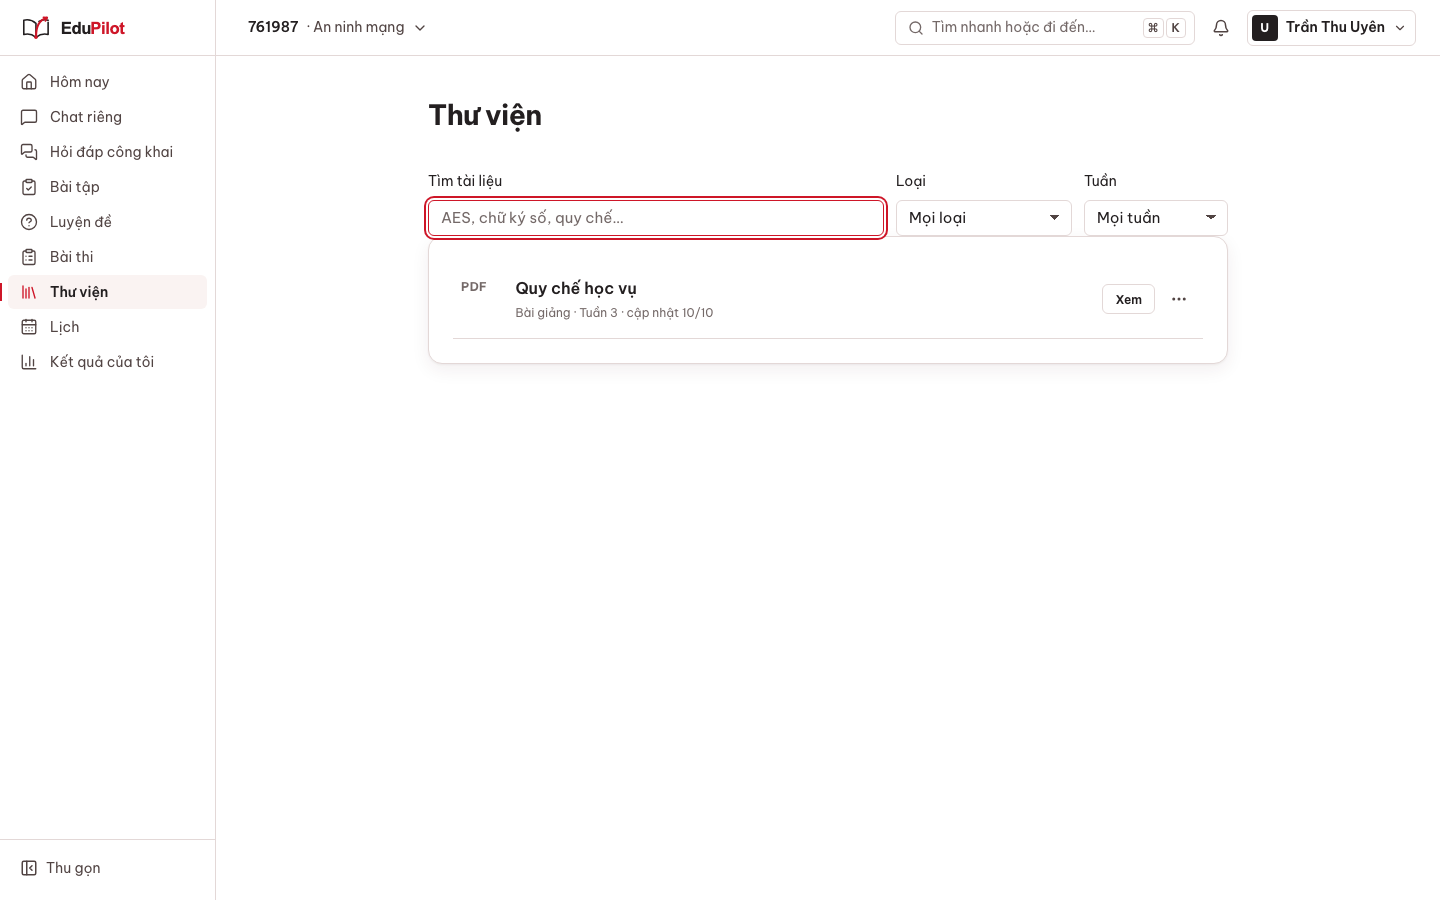 EduPilot
761987 · An ninh mạng
Tìm nhanh hoặc đi đến...
⌘ K
U
Trần Thu Uyên
Hôm nay
Chat riêng
Hỏi đáp công khai
Bài tập
Luyện đề
Bài thi
Thư viện
Lịch
Kết quả của tôi
Thu gọn
Thư viện
Tìm tài liệu
Loại
Tuần
AES, chữ ký số, quy chế...
Mọi loại
Mọi tuần
PDF
Quy chế học vụ
Bài giảng · Tuần 3 · cập nhật 10/10
Xem